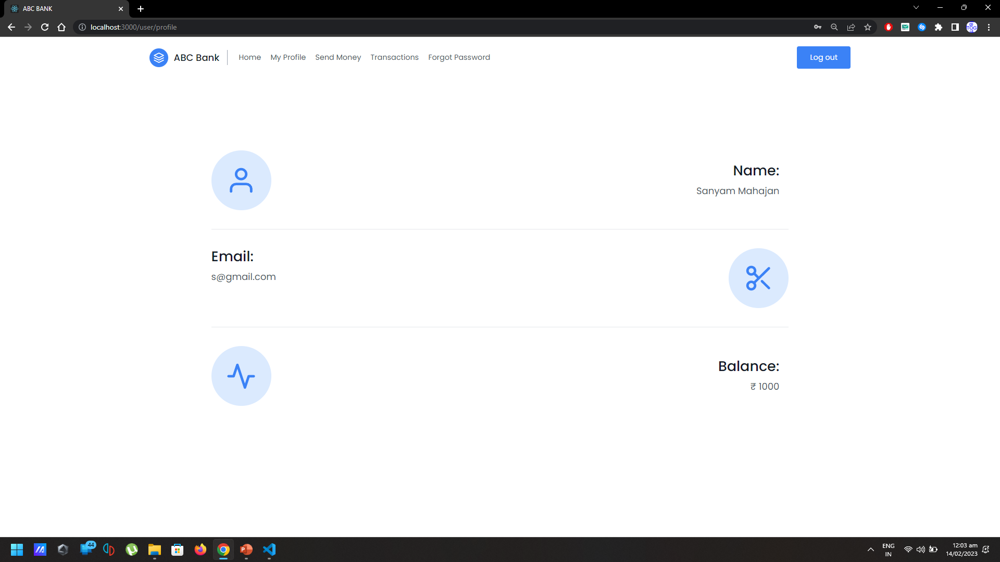 ABC BANK
localhost:3000/user/profile
TOG
ABC Bank
Home My Profile Send Money Transactions Forgot Password
Log out
Name:
Sanyam Mahajan
Email:
s@gmail.com
Balance:
₹ 1000
44
P
ENG
IN
12:03 am
14/02/2023